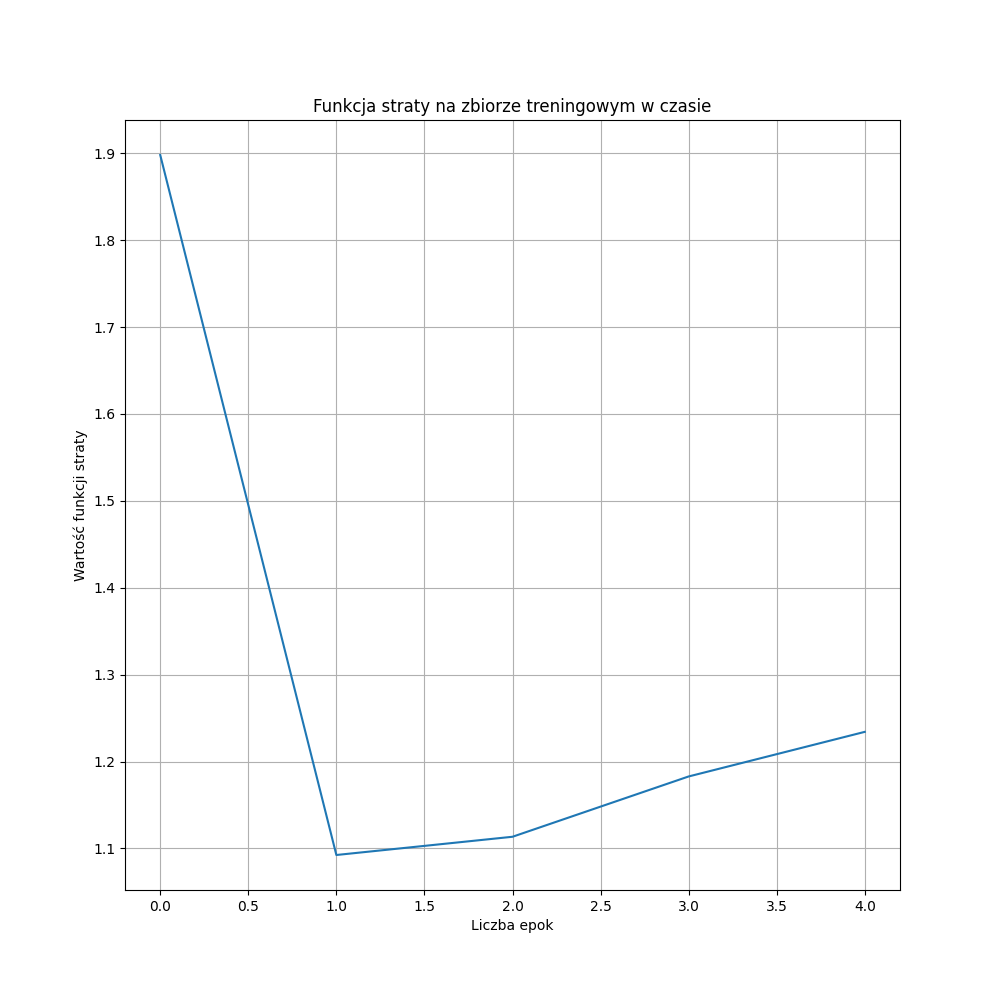 Funkcja straty na zbiorze treningowym w czasie
1.9
1.8
1.7
1.6
1.5
1.4
1.3
1.2
1.1
Wartość funkcji straty
0.0 0.5 1.0 1.5 2.0 2.5 3.0 3.5 4.0
Liczba epok